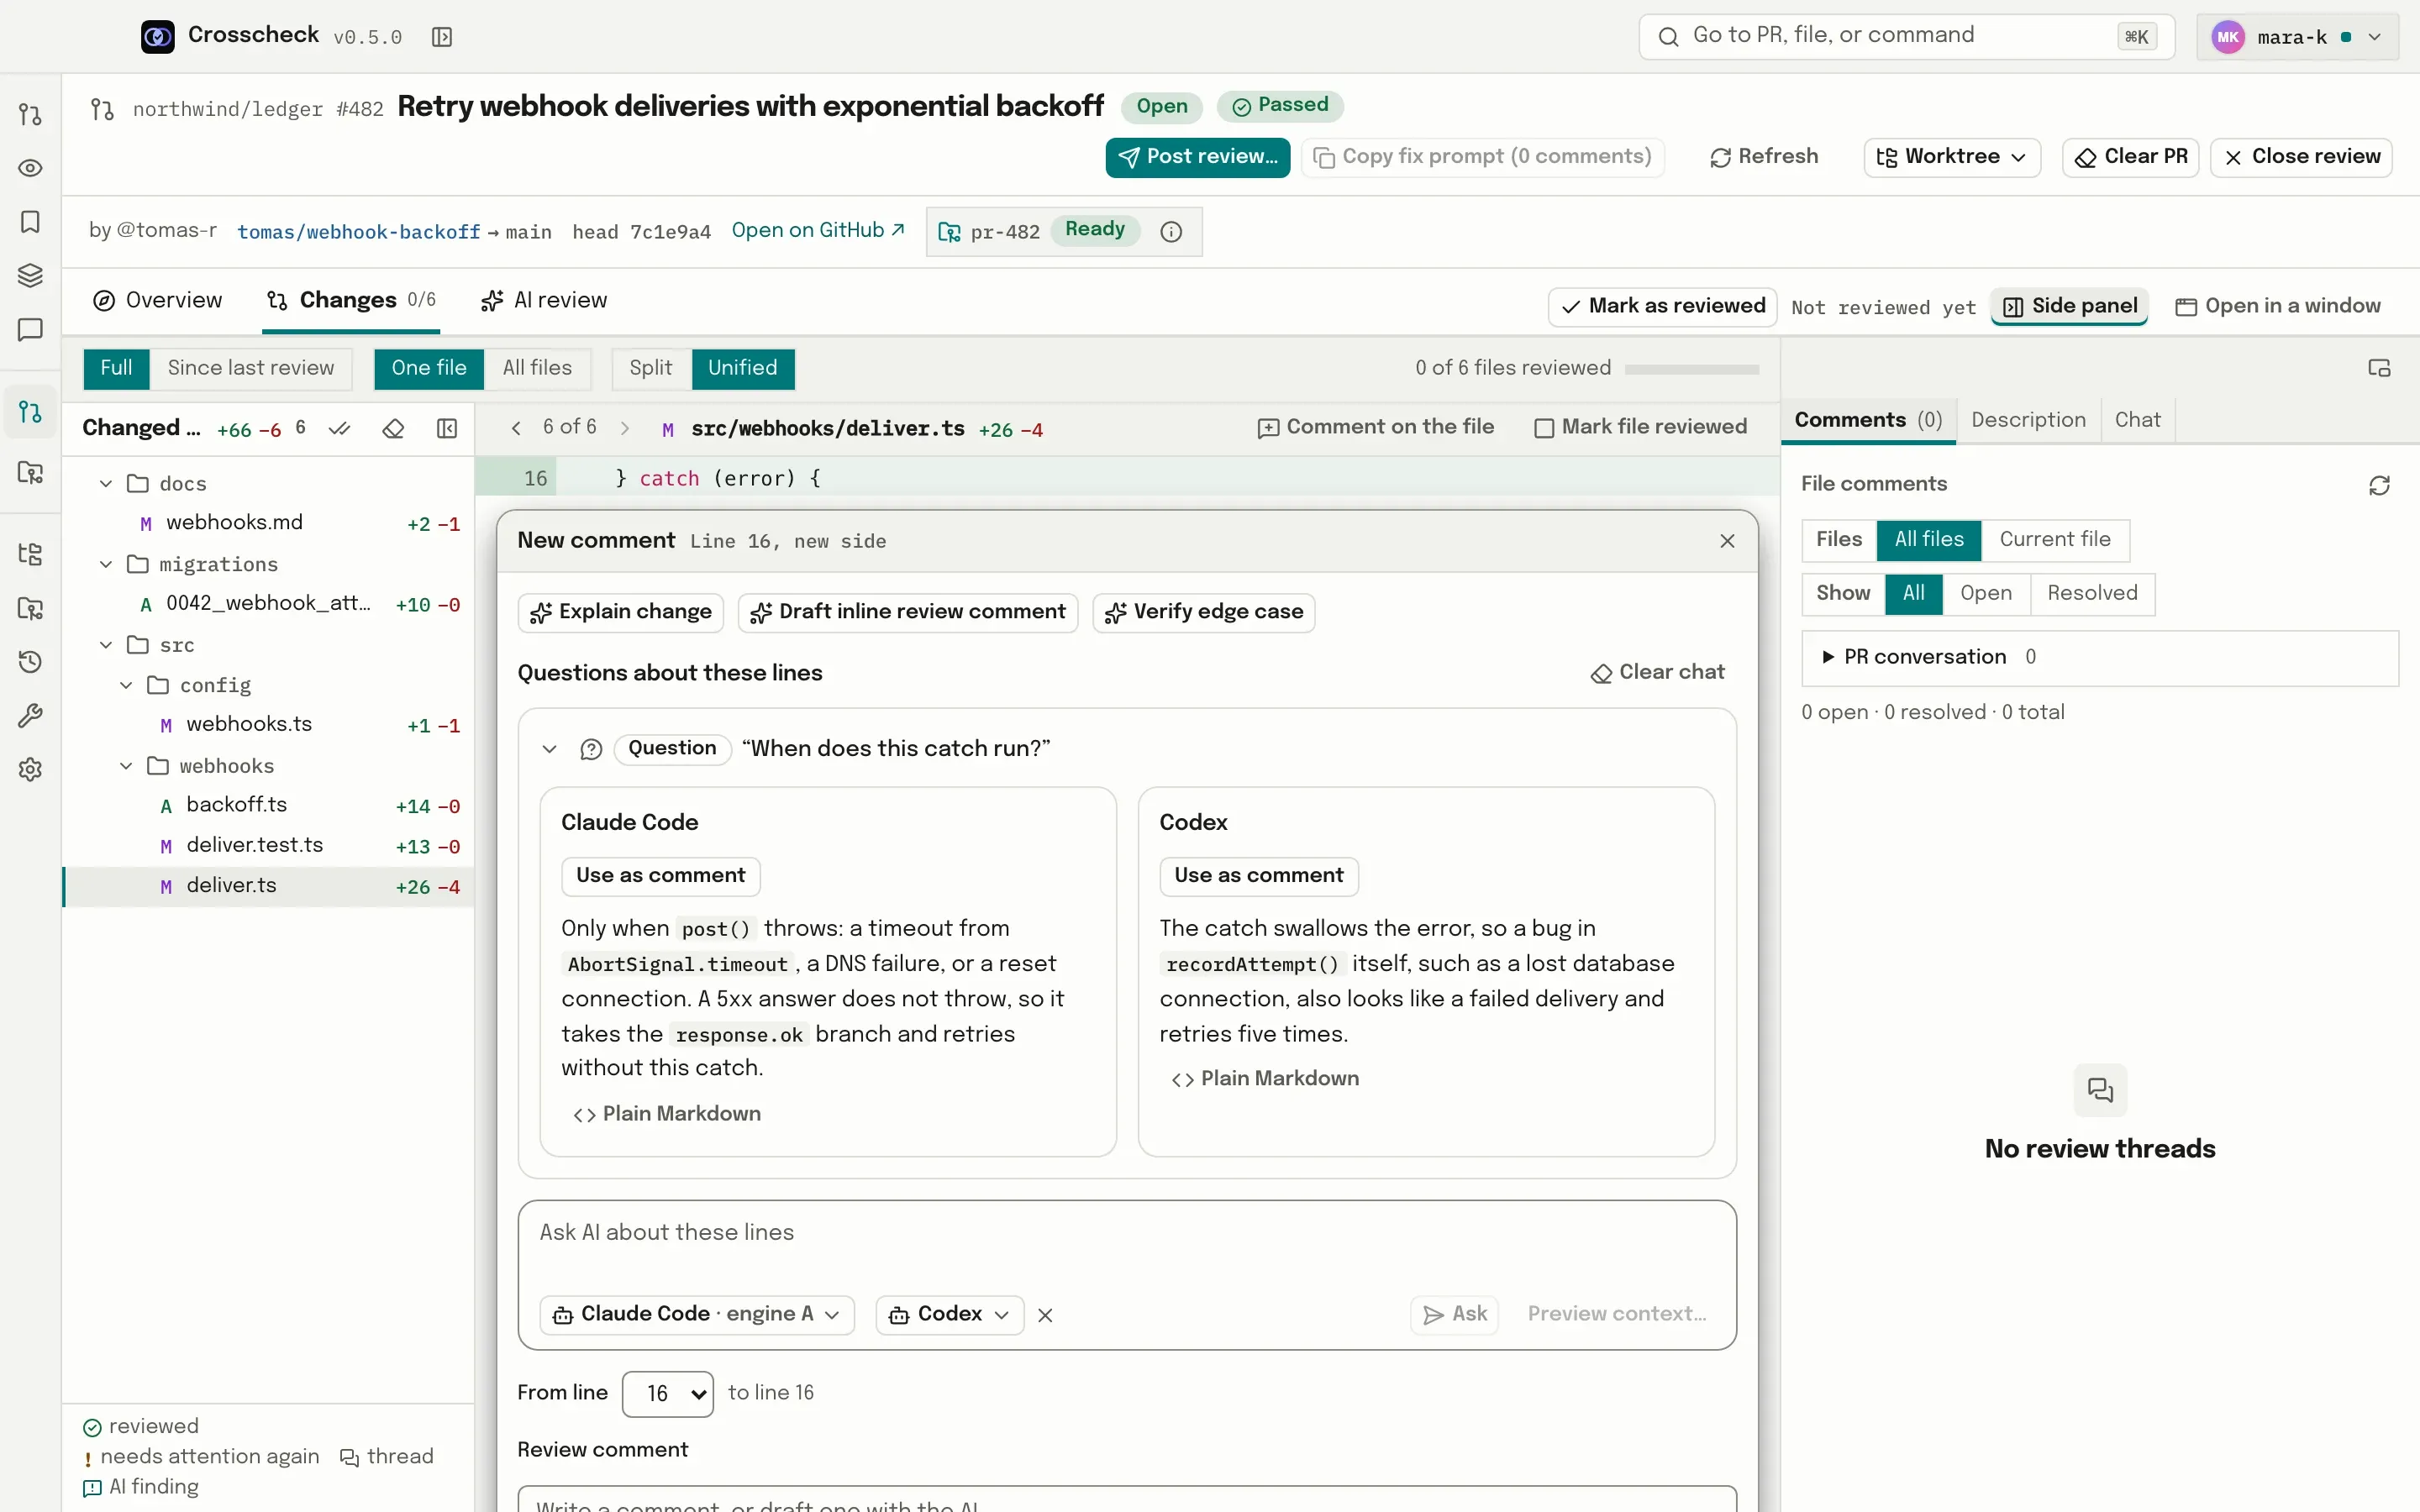 Crosscheck v0.5.0
Go to PR, file, or command ⌘K
MK mara-k
northwind/ledger #482 Retry webhook deliveries with exponential backoff Open Passed
Post review… Copy fix prompt (0 comments) Refresh Worktree Clear PR Close review
by @tomas-r tomas/webhook-backoff → main head 7c1e9a4 Open on GitHub ↗ pr-482 Ready
Overview Changes 0/6 AI review
Mark as reviewed Not reviewed yet Side panel Open in a window
Full Since last review One file All files Split Unified 0 of 6 files reviewed
Changed … +66 −6 6
docs
M webhooks.md +2 −1
migrations
A 0042_webhook_att… +10 −0
src
config
M webhooks.ts +1 −1
webhooks
A backoff.ts +14 −0
M deliver.test.ts +13 −0
M deliver.ts +26 −4
reviewed
! needs attention again thread
AI finding
6 of 6 M src/webhooks/deliver.ts +26 −4 Comment on the file Mark file reviewed
16 } catch (error) {
New comment Line 16, new side
Explain change Draft inline review comment Verify edge case
Questions about these lines Clear chat
Question “When does this catch run?”
Claude Code
Use as comment
Only when post() throws: a timeout from
AbortSignal.timeout, a DNS failure, or a reset
connection. A 5xx answer does not throw, so it
takes the response.ok branch and retries
without this catch.
Plain Markdown
Codex
Use as comment
The catch swallows the error, so a bug in
recordAttempt() itself, such as a lost database
connection, also looks like a failed delivery and
retries five times.
Plain Markdown
Ask AI about these lines
Claude Code · engine A Codex Ask Preview context…
From line 16 to line 16
Review comment
Write a comment, or draft one with the AI
Comments (0) Description Chat
File comments
Files All files Current file
Show All Open Resolved
PR conversation 0
0 open · 0 resolved · 0 total
No review threads